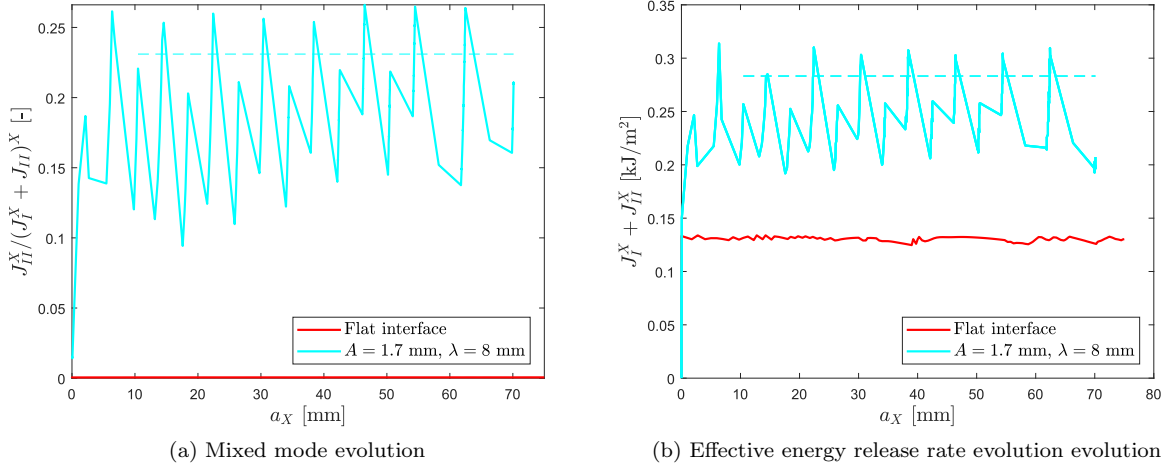 0.25
0.2
0.15
0.1
0.05
0
J_{II}^X/(J_I^X + J_{II})^X [-]
0 10 20 30 40 50 60 70
a_X [mm]
Flat interface
A = 1.7 mm, λ = 8 mm
(a) Mixed mode evolution
0.35
0.3
0.25
0.2
0.15
0.1
0.05
0
J_I^X + J_{II}^X [kJ/m²]
0 10 20 30 40 50 60 70 80
a_X [mm]
Flat interface
A = 1.7 mm, λ = 8 mm
(b) Effective energy release rate evolution evolution